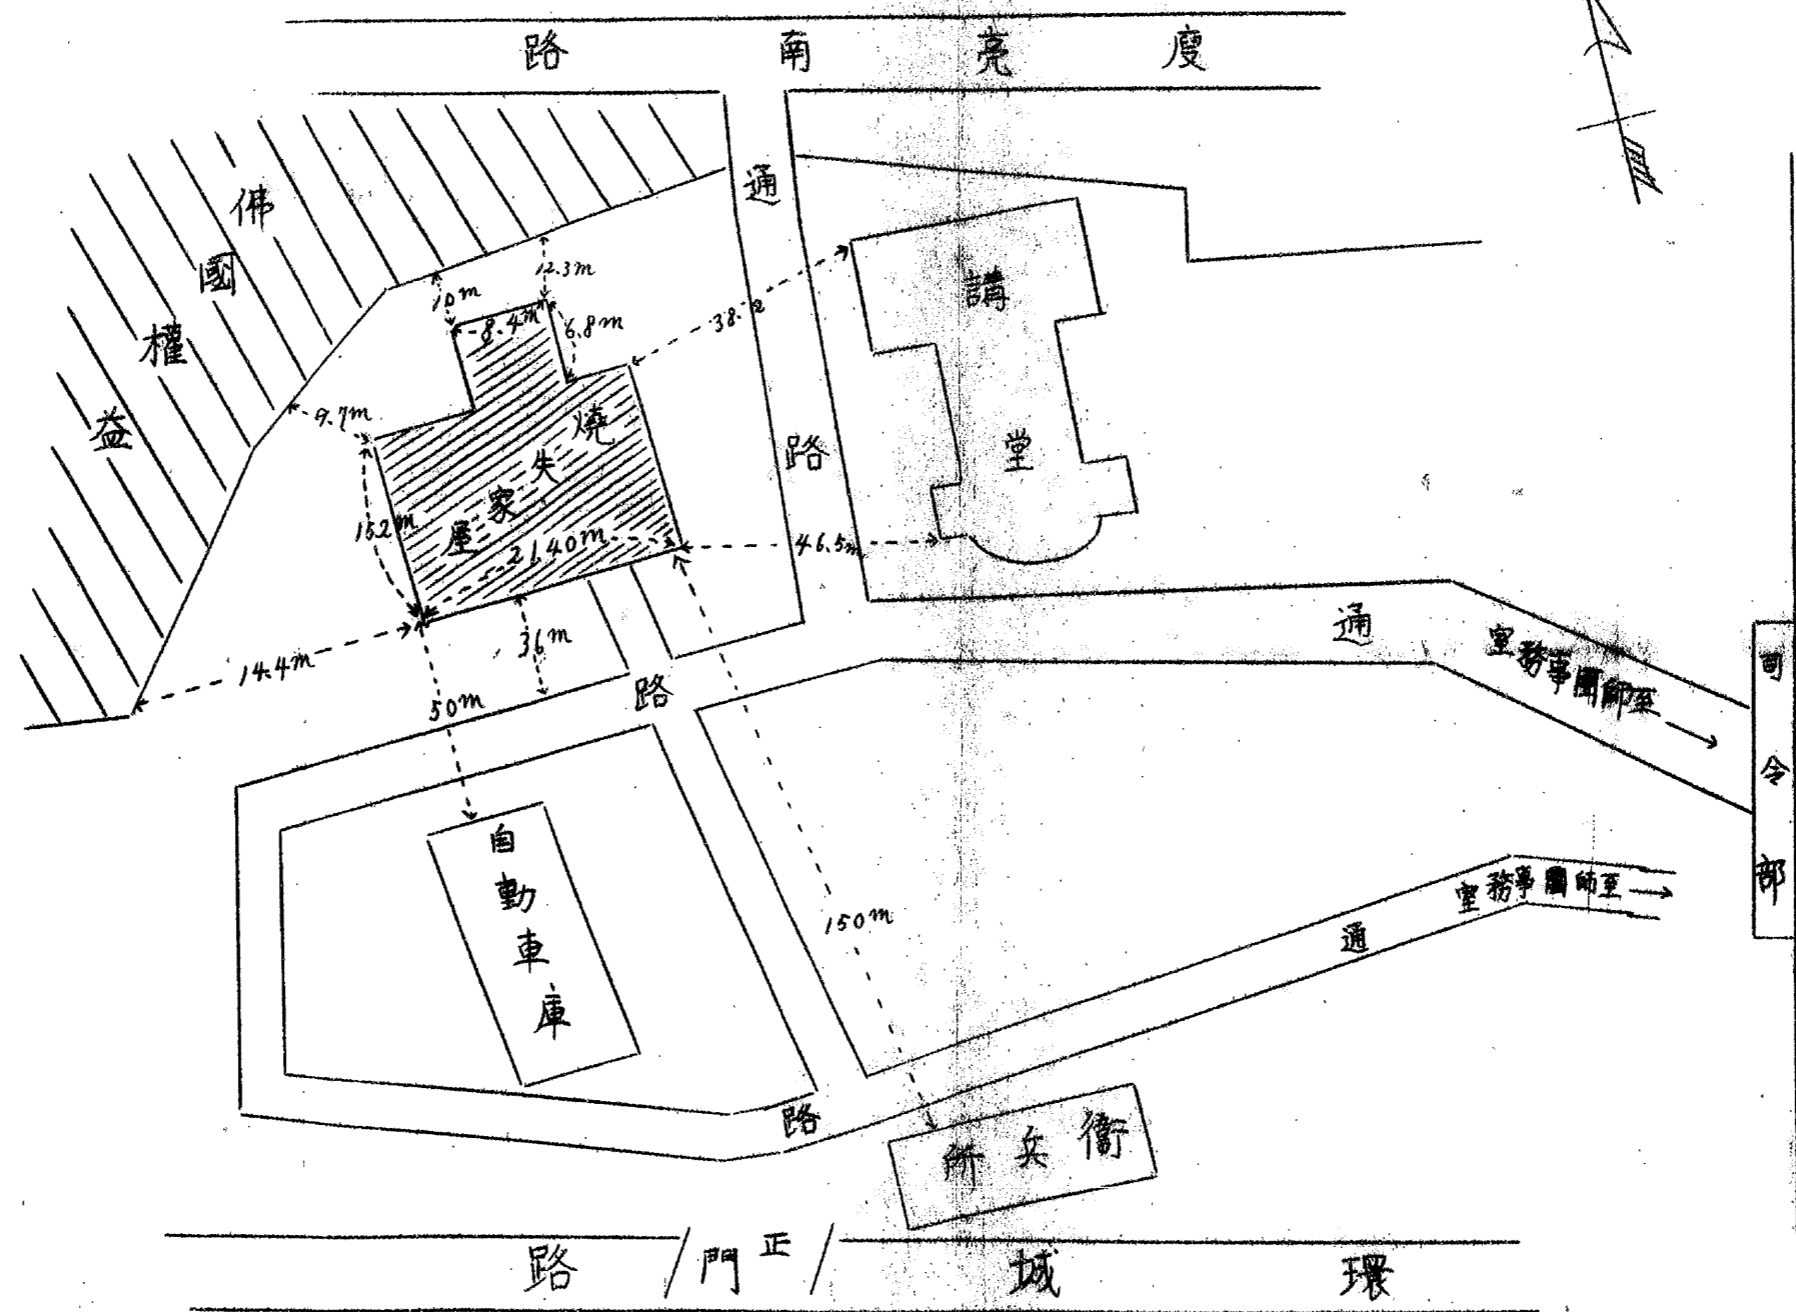 庾亮南路
佛國權益
通路
講堂
12.3m
10m
8.4m
6.8m
38.2
9.7m
燒失家屋
15.2m
21.40m
46.5m
14.4m
36m
50m
通路
至師團事務室
司令部
自動車庫
150m
至師團事務室
通路
衞兵所
正門
環城路